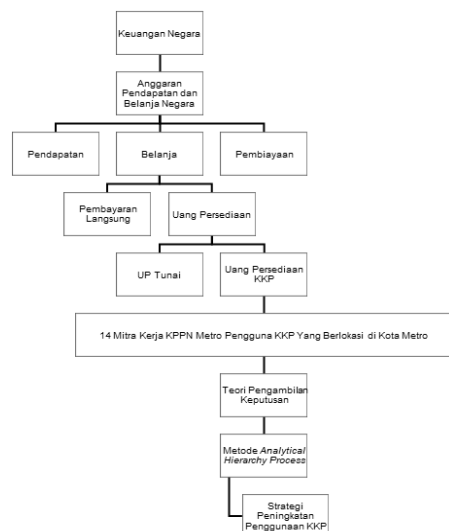 Keuangan Negara
Anggaran
Pendapatan dan
Belanja Negara
Pendapatan
Belanja
Pembiayaan
Pembayaran
Langsung
Uang Persediaan
UP Tunai
Uang Persediaan
KKP
14 Mitra Kerja KPPN Metro Pengguna KKP Yang Berlokasi di Kota Metro
Teori Pengambilan
Keputusan
Metode Analytical
Hierarchy Process
Strategi
Peningkatan
Penggunaan KKP